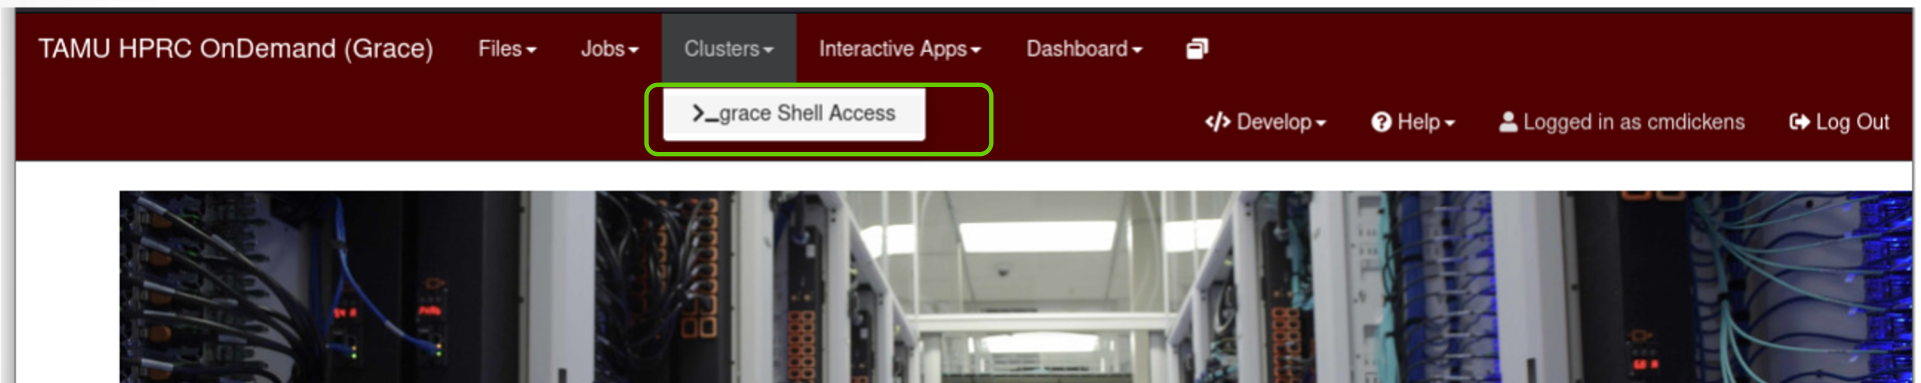 TAMU HPRC OnDemand (Grace) Files Jobs Clusters Interactive Apps Dashboard
>_grace Shell Access
</> Develop ? Help Logged in as cmdickens Log Out